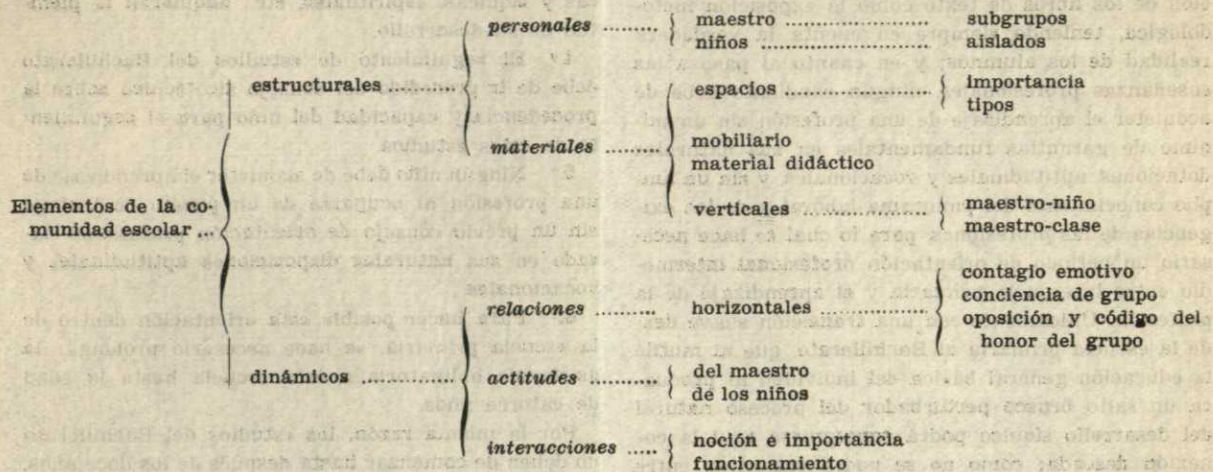 personales ...... maestro ................... subgrupos
niños ...................... aislados
estructurales
espacios ................. importancia
tipos
materiales ...... mobiliario
material didáctico
Elementos de la co-
munidad escolar ...
verticales ............... maestro-niño
maestro-clase
relaciones ........ horizontales ............
contagio emotivo
conciencia de grupo
oposición y código del
honor del grupo
dinámicos ............ actitudes ......... del maestro
de los niños
interacciones ... noción e importancia
funcionamiento